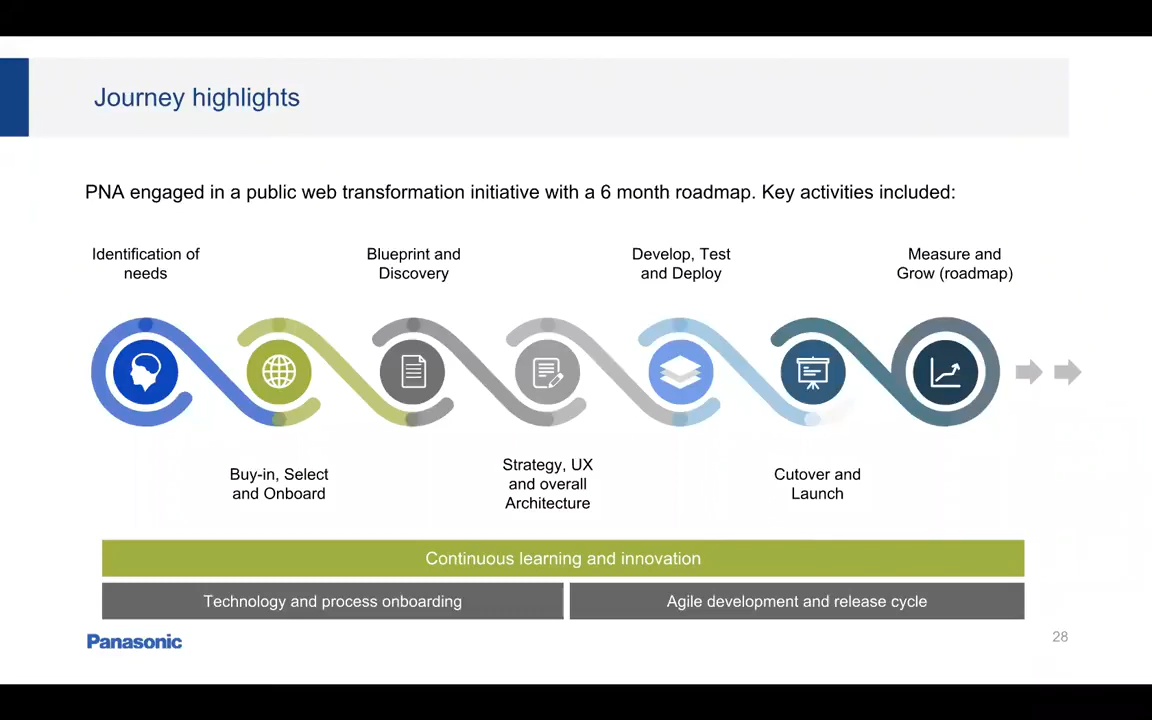 Journey highlights
PNA engaged in a public web transformation initiative with a 6 month roadmap. Key activities included:
Identification of
needs
Blueprint and
Discovery
Develop, Test
and Deploy
Measure and
Grow (roadmap)
Buy-in, Select
and Onboard
Strategy, UX
and overall
Architecture
Cutover and
Launch
Continuous learning and innovation
Technology and process onboarding
Agile development and release cycle
Panasonic
28